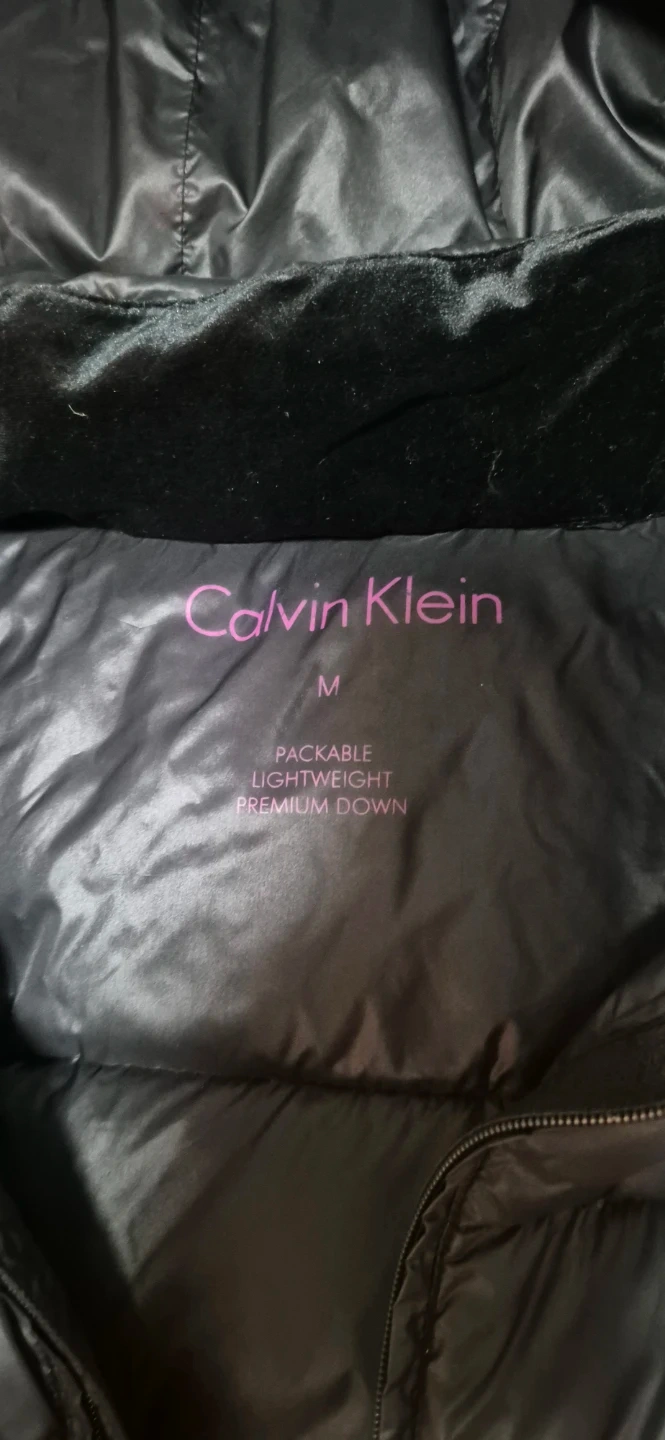 Calvin Klein
M
PACKABLE
LIGHTWEIGHT
PREMIUM DOWN